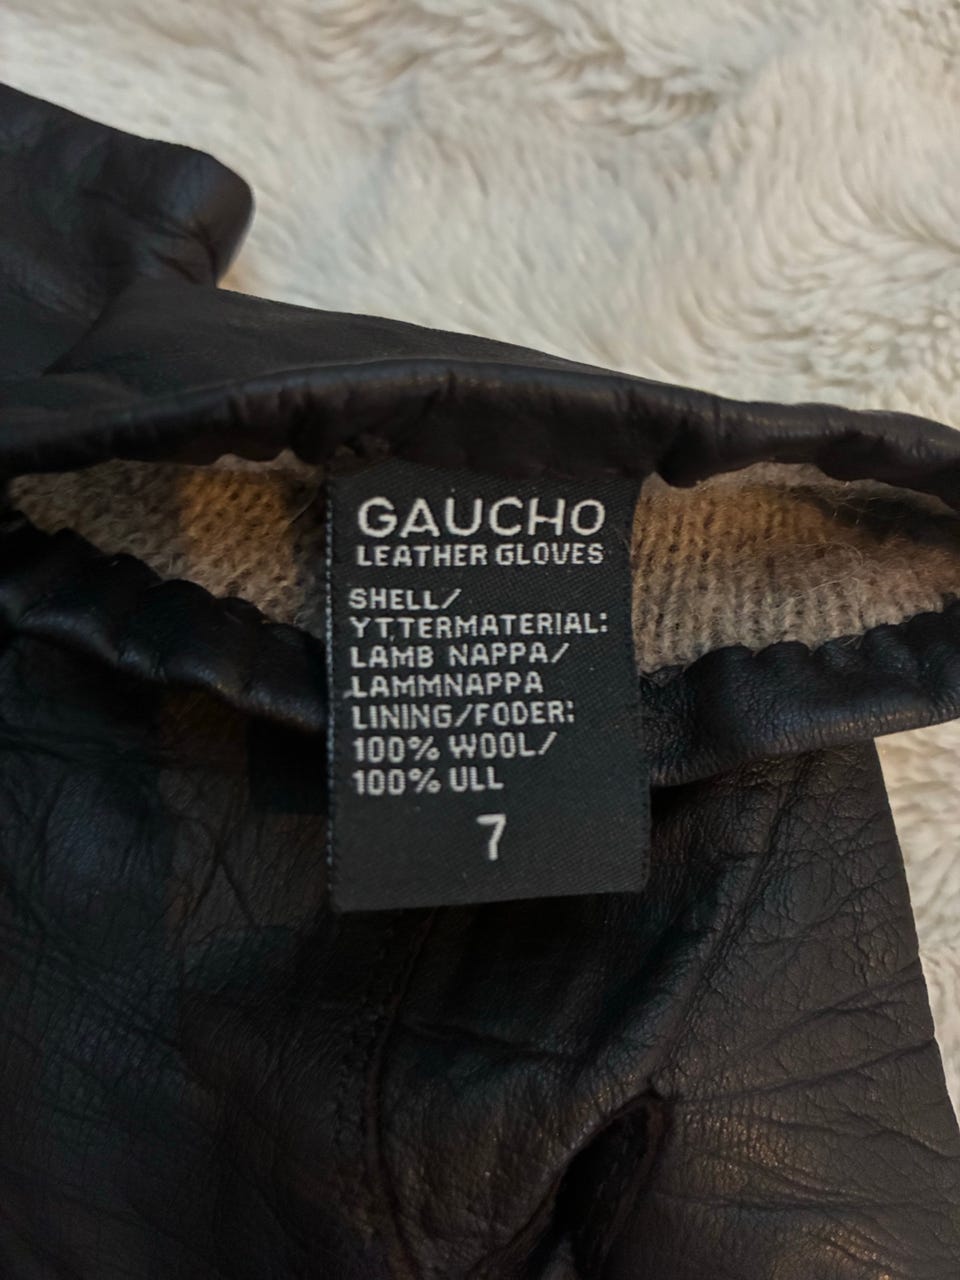 GAUCHO
LEATHER GLOVES
SHELL/
YTTERMATERIAL:
LAMB NAPPA/
LAMMNAPPA
LINING/FODER:
100% WOOL/
100% ULL
7